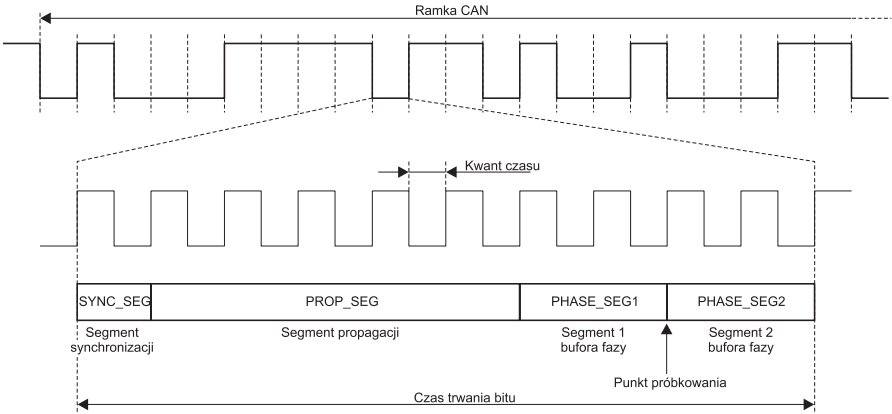 Ramka CAN
Kwant czasu
SYNC_SEG
PROP_SEG
PHASE_SEG1
PHASE_SEG2
Segment
synchronizacji
Segment propagacji
Segment 1
bufora fazy
Segment 2
bufora fazy
Punkt próbkowania
Czas trwania bitu